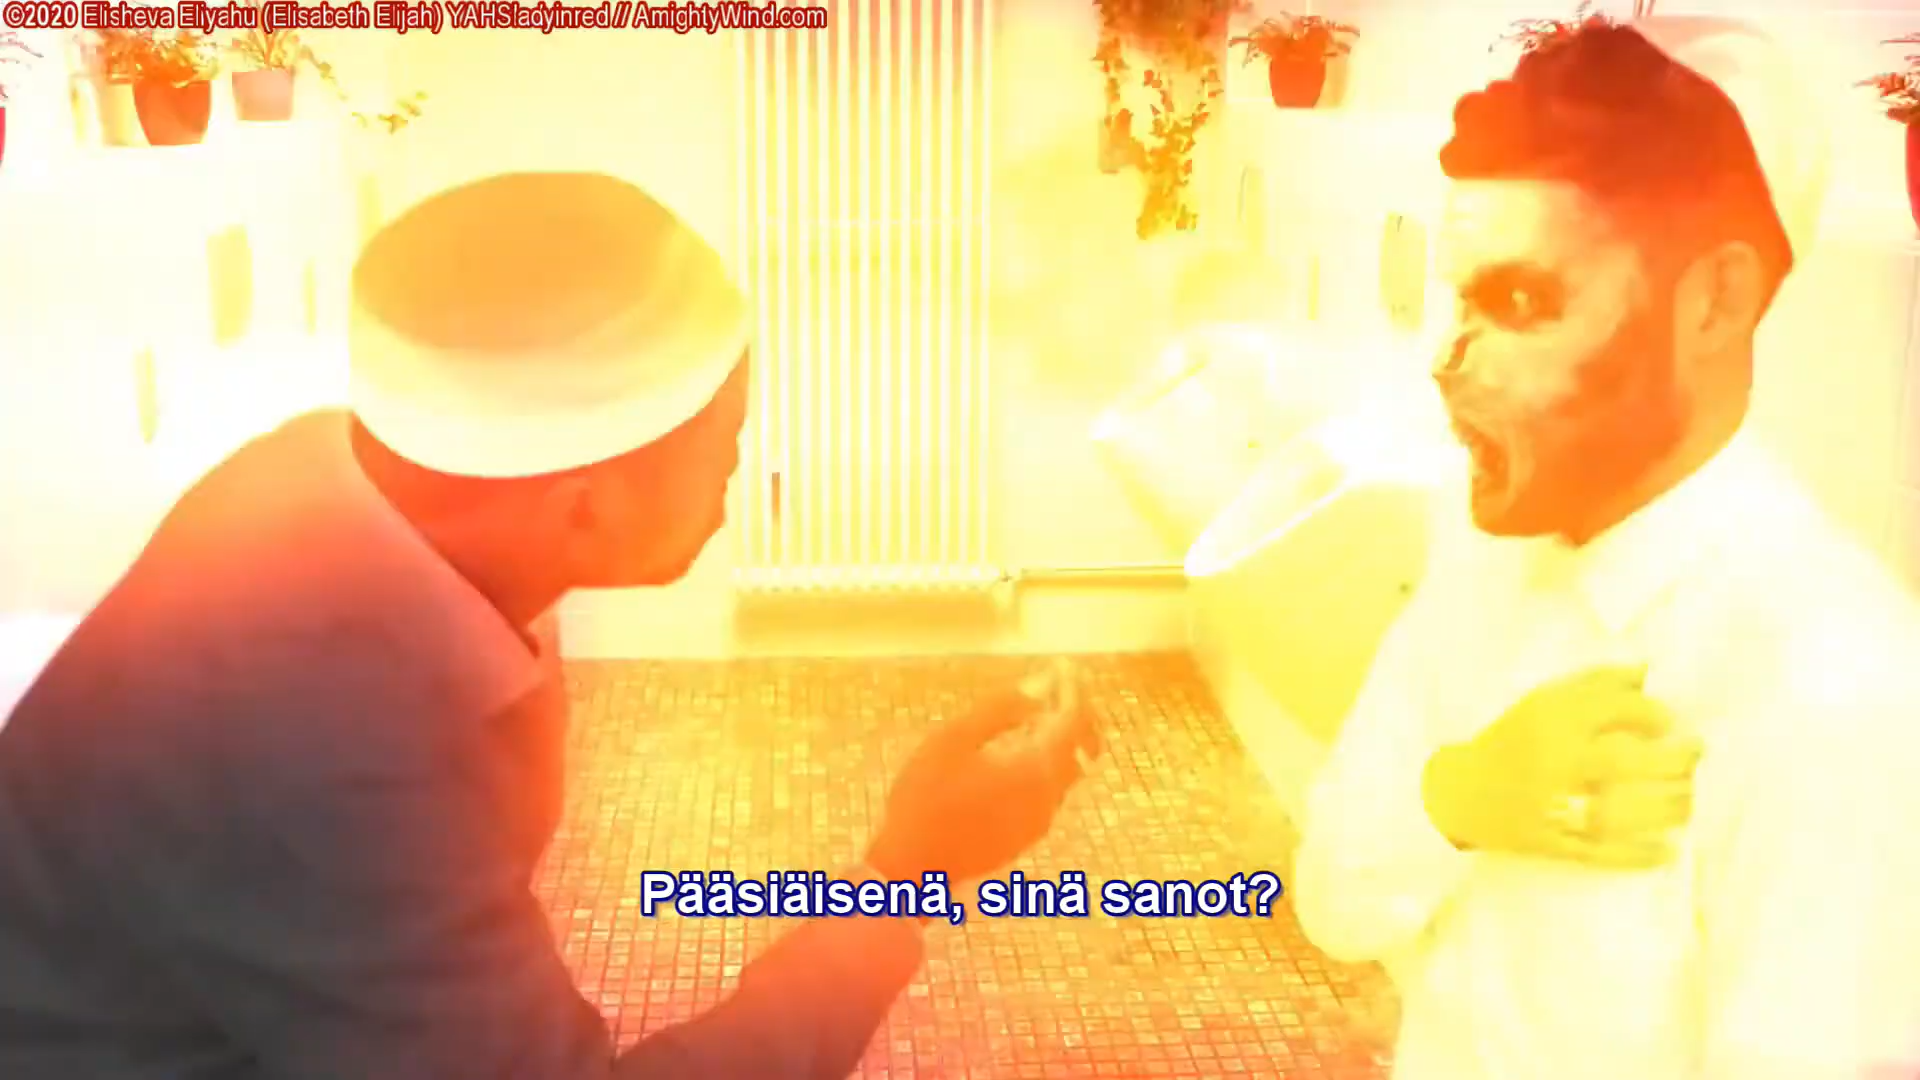 ©2020 Elisheva Eliyahu (Elisabeth Elijah) YAHSladyinred // AmightyWind.com
Pääsiäisenä, sinä sanot?